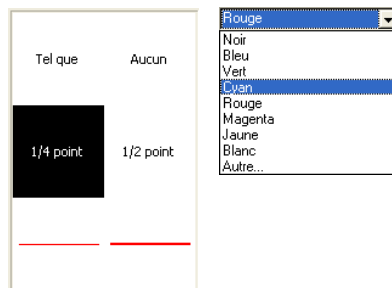 Tel que Aucun
1/4 point 1/2 point
Rouge
Noir
Bleu
Vert
Cyan
Rouge
Magenta
Jaune
Blanc
Autre...